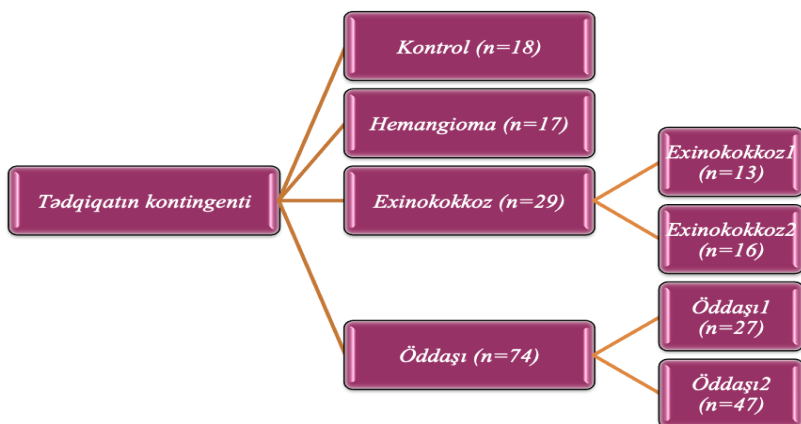 Tədqiqatın kontingenti
Kontrol (n=18)
Hemangioma (n=17)
Exinokokkoz (n=29)
Exinokokkoz1
(n=13)
Exinokokkoz2
(n=16)
Öddaşı (n=74)
Öddaşı1
(n=27)
Öddaşı2
(n=47)